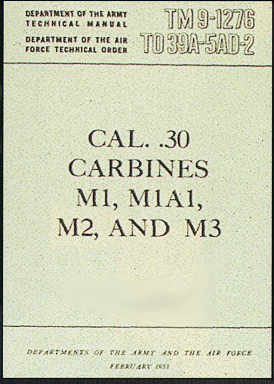 DEPARTMENT OF THE ARMY
TECHNICAL MANUAL
DEPARTMENT OF THE AIR
FORCE TECHNICAL ORDER
TM 9-1276
TO 39A-5AD-2
CAL. .30
CARBINES
M1, M1A1,
M2, AND M3
DEPARTMENTS OF THE ARMY AND THE AIR FORCE
FEBRUARY 1953